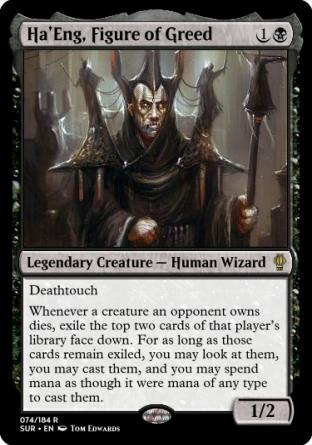 Ha'Eng, Figure of Greed 1
Legendary Creature — Human Wizard
Deathtouch
Whenever a creature an opponent owns
dies, exile the top two cards of that player's
library face down. For as long as those
cards remain exiled, you may look at them,
you may cast them, and you may spend
mana as though it were mana of any type
to cast them.
1/2
074/184 R
SUR • EN Tom Edwards